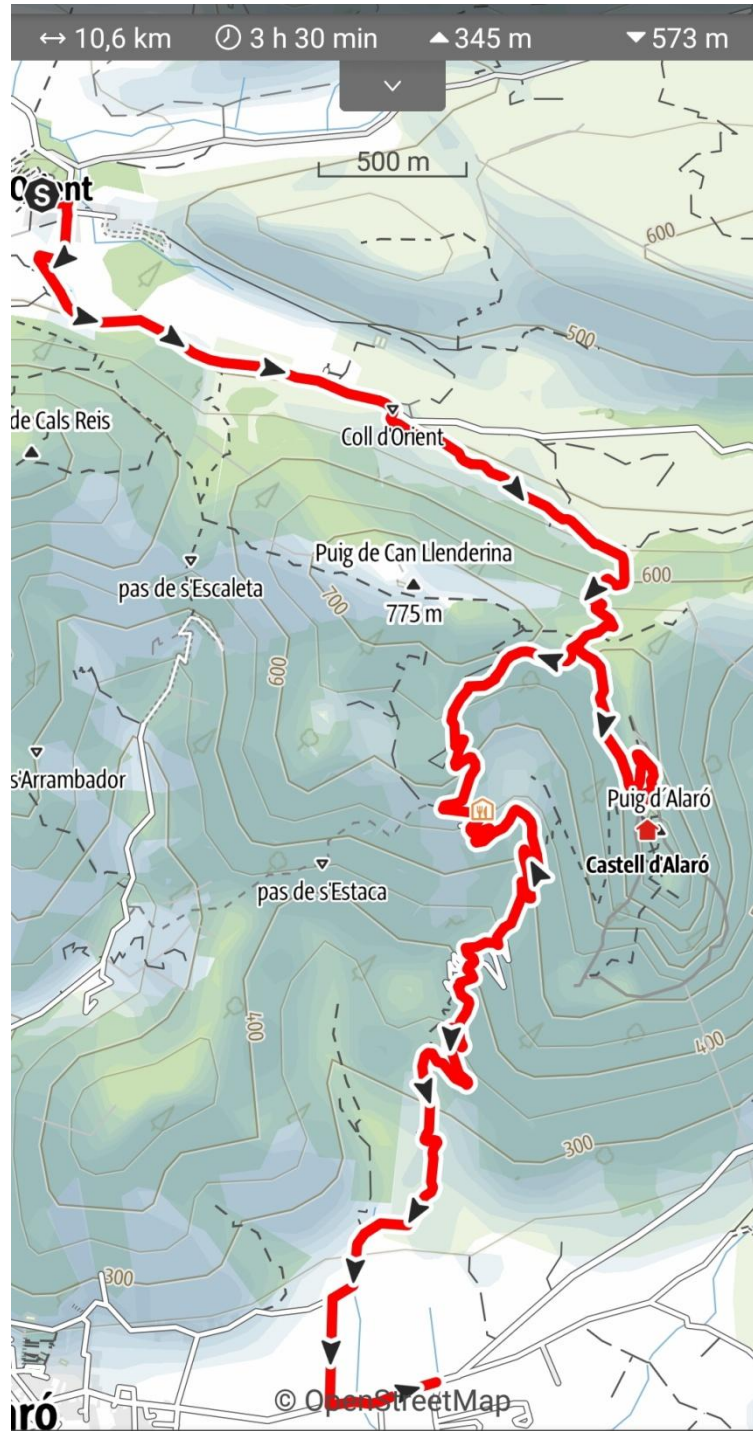 10,6 km 3 h 30 min 345 m 573 m
500 m
600
S
500
Coll d'Orient
de Cals Reis
Puig de Can Llenderina
775 m
600
700
pas de s'Escaleta
600
s'Arrambador
Puig d'Alaró
Castell d'Alaró
pas de s'Estaca
400
400
300
300
© OpenStreetMap
ró